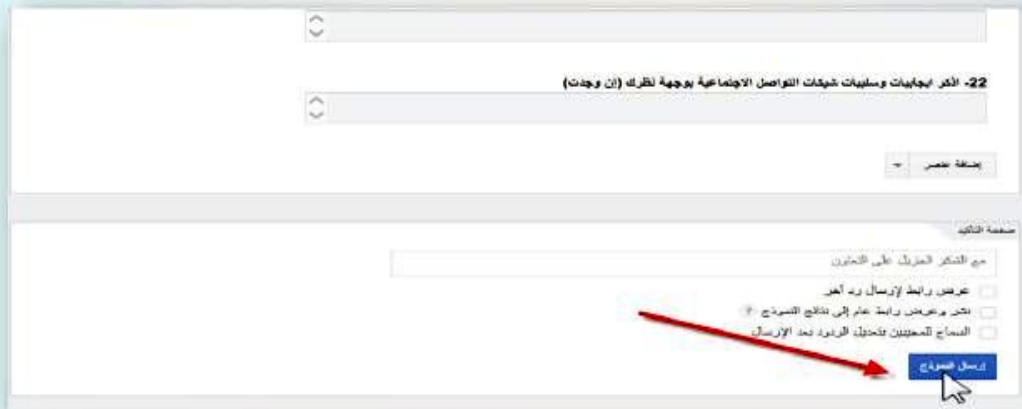 22- اذكر ايجابيات وسلبيات شبكات التواصل الاجتماعية بوجهة نظرك (إن وجدت)
إضافة عنصر
صفحة التأكيد
مع الشكر الجزيل على التعاون
عرض رابط لإرسال رد آخر
نشر وعرض رابط عام إلى نتائج النموذج ?
السماح للمجيبين بتعديل الردود بعد الإرسال
إرسال النموذج